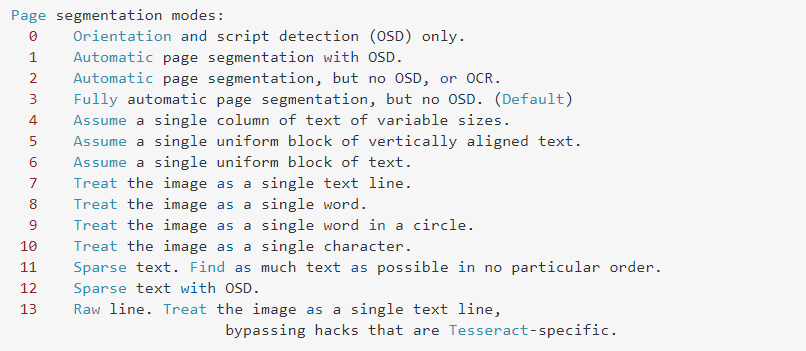 Page segmentation modes:
0 Orientation and script detection (OSD) only.
1 Automatic page segmentation with OSD.
2 Automatic page segmentation, but no OSD, or OCR.
3 Fully automatic page segmentation, but no OSD. (Default)
4 Assume a single column of text of variable sizes.
5 Assume a single uniform block of vertically aligned text.
6 Assume a single uniform block of text.
7 Treat the image as a single text line.
8 Treat the image as a single word.
9 Treat the image as a single word in a circle.
10 Treat the image as a single character.
11 Sparse text. Find as much text as possible in no particular order.
12 Sparse text with OSD.
13 Raw line. Treat the image as a single text line,
bypassing hacks that are Tesseract-specific.